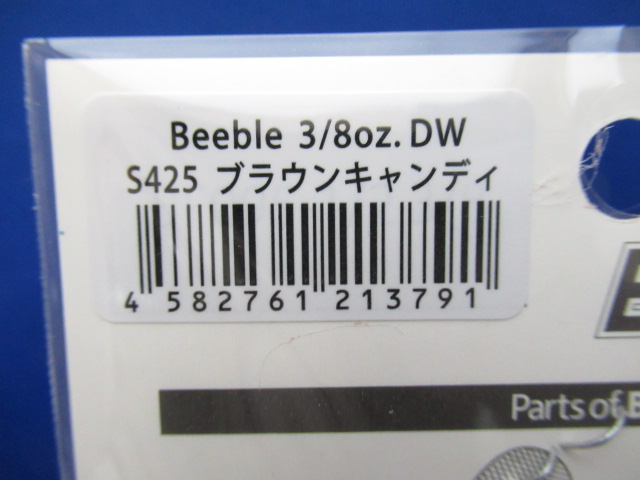 Beeble 3/8oz. DW
S425 ブラウンキャンディ
4 582761 213791
Parts of